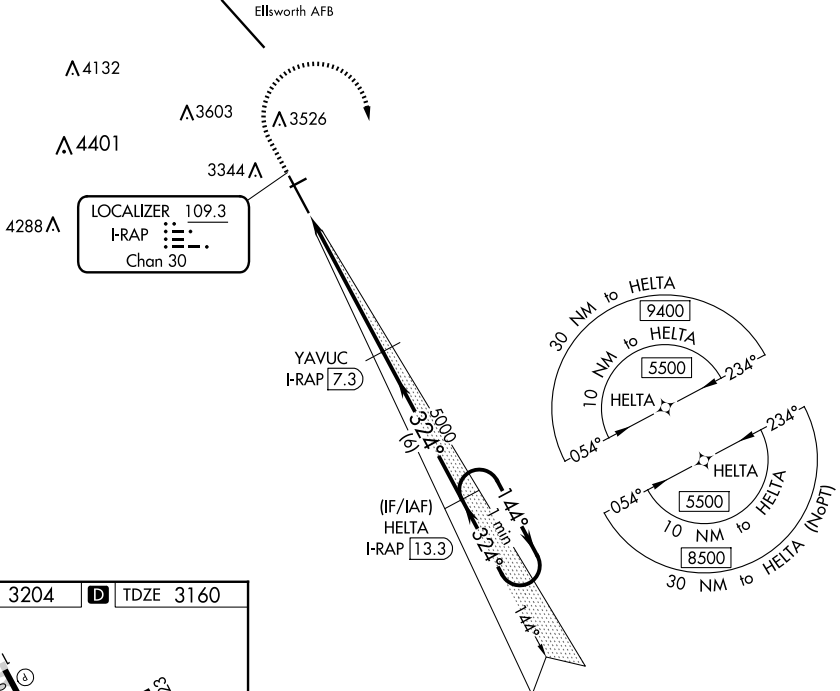 Ellsworth AFB
4132
3603
3526
4401
3344
LOCALIZER 109.3
I-RAP
Chan 30
4288
30 NM to HELTA
9400
10 NM to HELTA
5500
234°
HELTA
054°
YAVUC
I-RAP 7.3
5000
324°
(6)
234°
HELTA
054°
5500
10 NM to HELTA
8500
30 NM to HELTA (NoPT)
(IF/IAF)
HELTA
I-RAP 13.3
144°
1 min
324°
144°
3204 D TDZE 3160
P